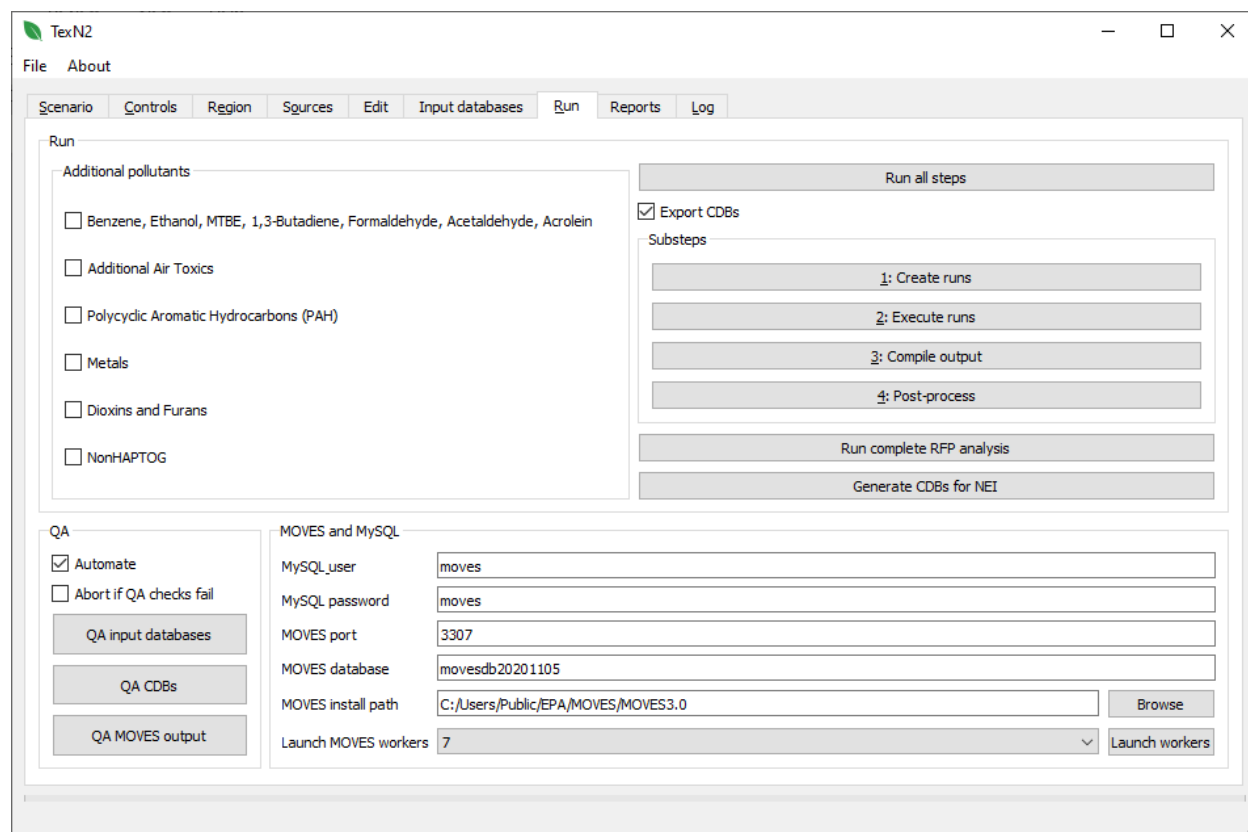 TexN2
File About
Scenario Controls Region Sources Edit Input databases Run Reports Log
Run
Additional pollutants
Benzene, Ethanol, MTBE, 1,3-Butadiene, Formaldehyde, Acetaldehyde, Acrolein
Additional Air Toxics
Polycyclic Aromatic Hydrocarbons (PAH)
Metals
Dioxins and Furans
NonHAPTOG
Run all steps
Export CDBs
Substeps
1: Create runs
2: Execute runs
3: Compile output
4: Post-process
Run complete RFP analysis
Generate CDBs for NEI
QA
Automate
Abort if QA checks fail
QA input databases
QA CDBs
QA MOVES output
MOVES and MySQL
MySQL_user moves
MySQL password moves
MOVES port 3307
MOVES database movesdb20201105
MOVES install path C:/Users/Public/EPA/MOVES/MOVES3.0 Browse
Launch MOVES workers 7 Launch workers